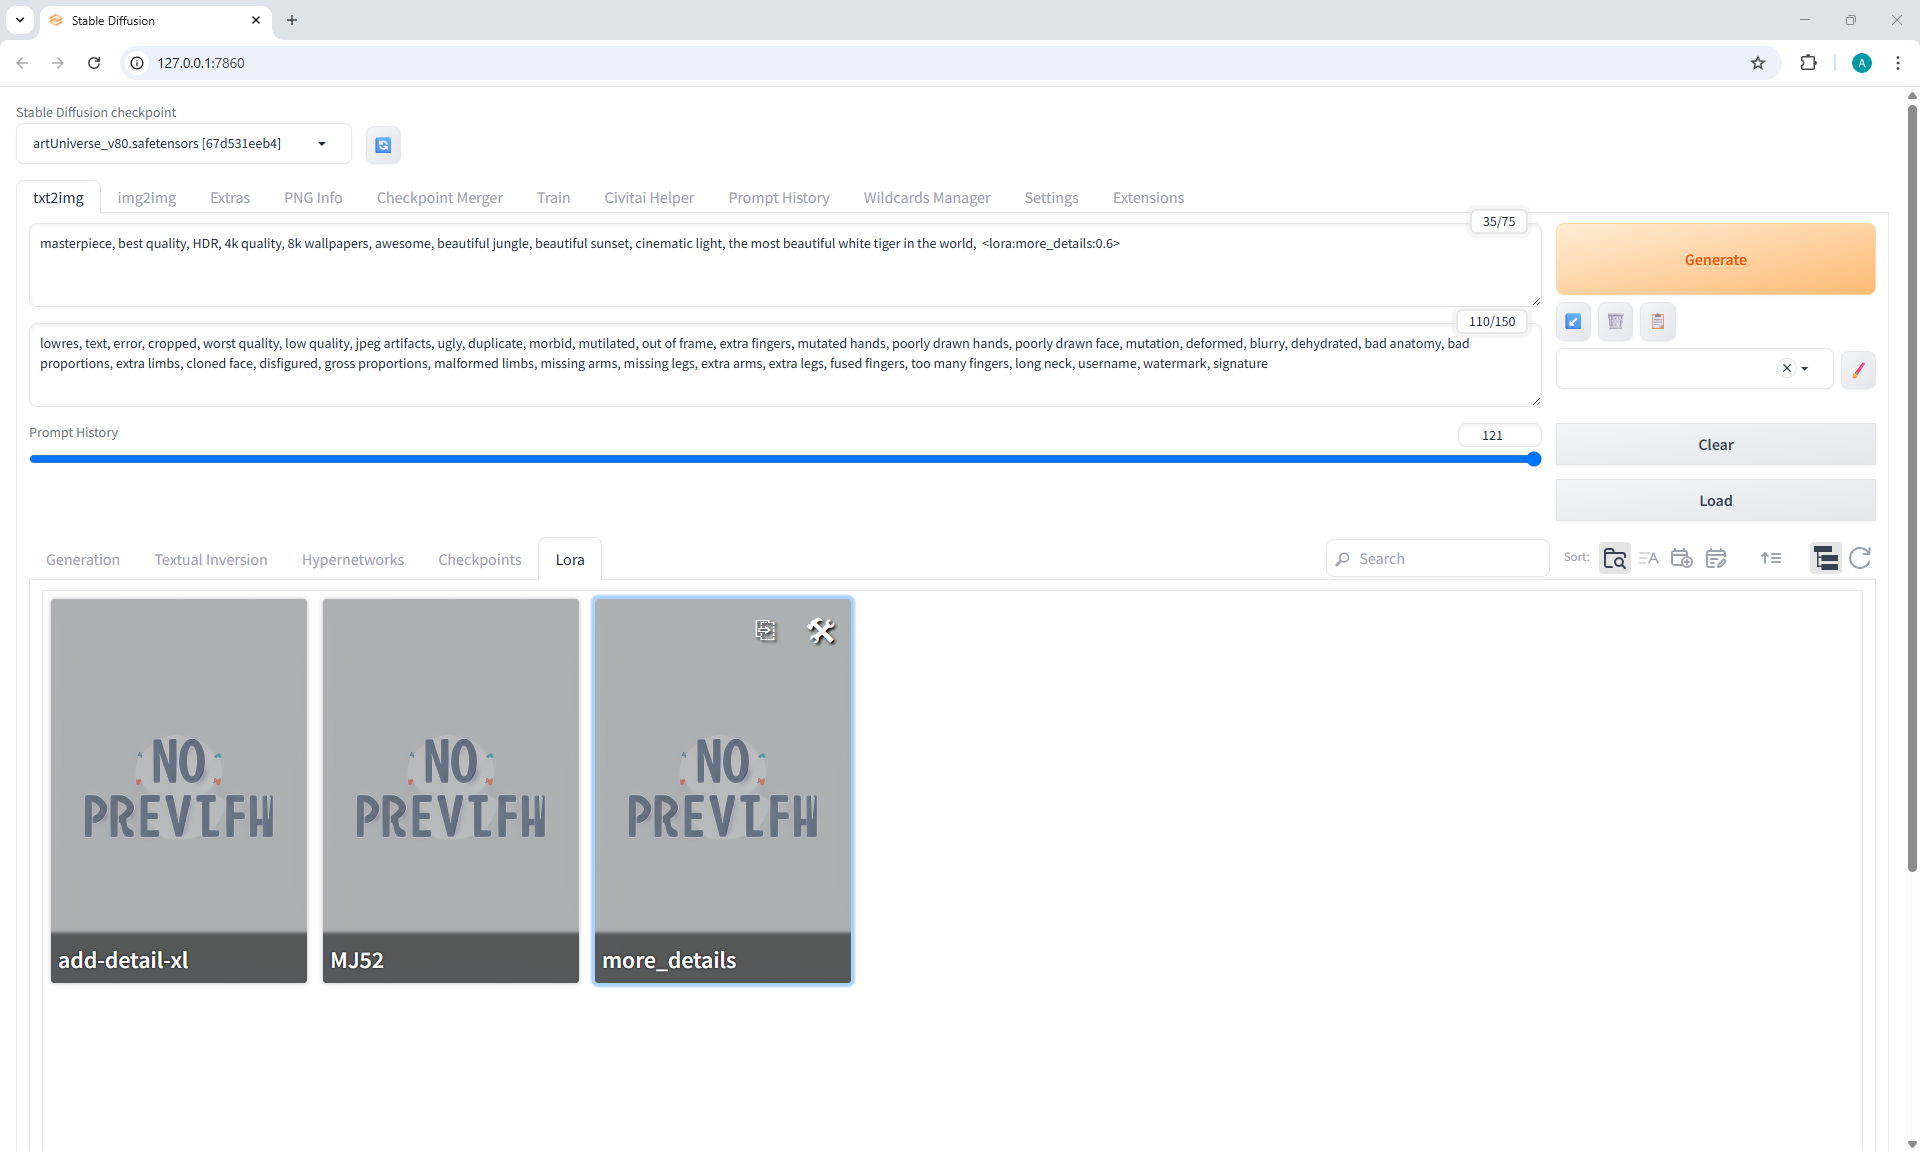 Stable Diffusion
127.0.0.1:7860
A
Stable Diffusion checkpoint
artUniverse_v80.safetensors [67d531eeb4]
txt2img img2img Extras PNG Info Checkpoint Merger Train Civitai Helper Prompt History Wildcards Manager Settings Extensions
35/75
masterpiece, best quality, HDR, 4k quality, 8k wallpapers, awesome, beautiful jungle, beautiful sunset, cinematic light, the most beautiful white tiger in the world, <lora:more_details:0.6>
Generate
110/150
lowres, text, error, cropped, worst quality, low quality, jpeg artifacts, ugly, duplicate, morbid, mutilated, out of frame, extra fingers, mutated hands, poorly drawn hands, poorly drawn face, mutation, deformed, blurry, dehydrated, bad anatomy, bad
proportions, extra limbs, cloned face, disfigured, gross proportions, malformed limbs, missing arms, missing legs, extra arms, extra legs, fused fingers, too many fingers, long neck, username, watermark, signature
Prompt History
121
Clear
Load
Generation Textual Inversion Hypernetworks Checkpoints Lora
Search
Sort:
NO
NO
NO
add-detail-xl
MJ52
more_details